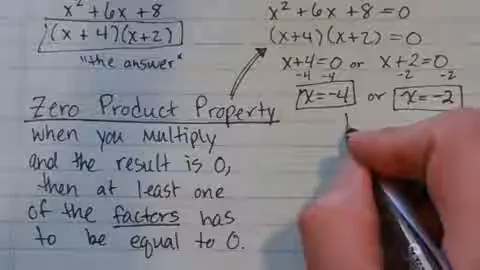 x² + 6x + 8
(x + 4)(x+2)
"the answer"
Zero Product Property
When you multiply
and the result is 0,
then at least one
of the factors has
to be equal to 0.
x² + 6x + 8 = 0
(x+4)(x+2) = 0
x+4=0 or x+2=0
-4 -4 -2 -2
x=-4 or x=-2